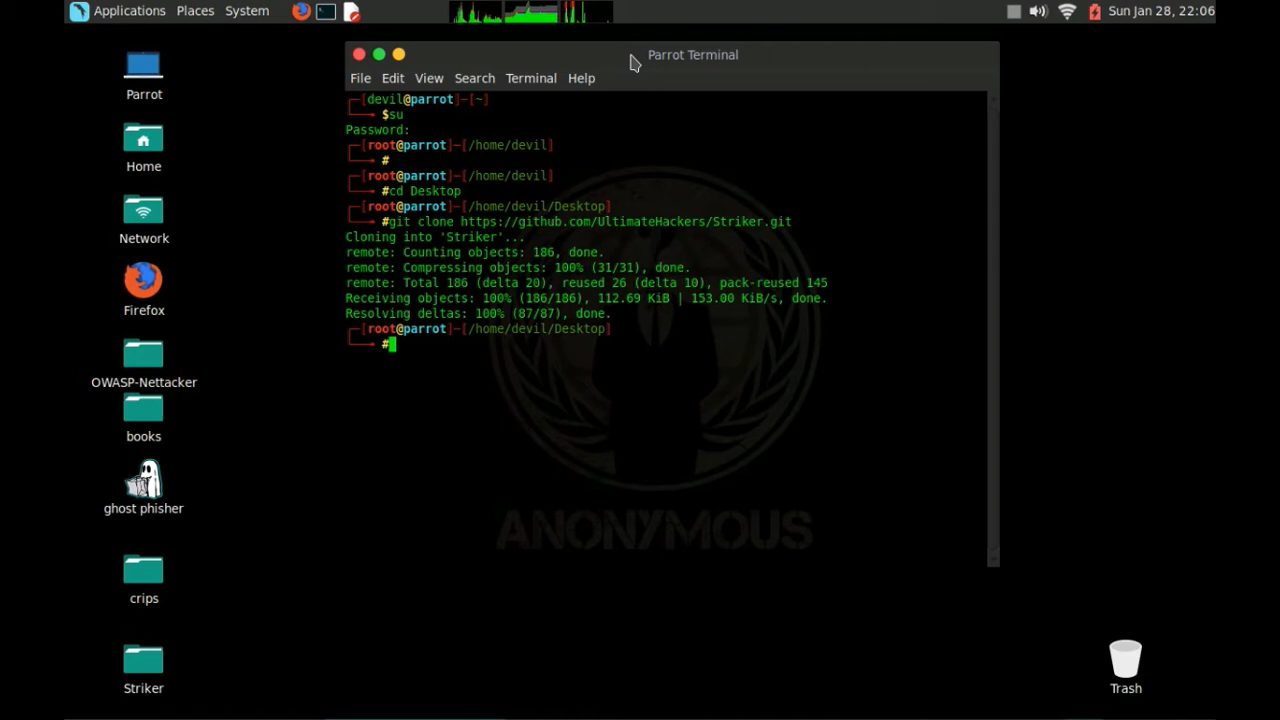 Applications Places System
Sun Jan 28, 22:06
Parrot Terminal
File Edit View Search Terminal Help
[devil@parrot]-[~]
$su
Password:
[root@parrot]-[/home/devil]
#
[root@parrot]-[/home/devil]
#cd Desktop
[root@parrot]-[/home/devil/Desktop]
#git clone https://github.com/UltimateHackers/Striker.git
Cloning into 'Striker'...
remote: Counting objects: 186, done.
remote: Compressing objects: 100% (31/31), done.
remote: Total 186 (delta 20), reused 26 (delta 10), pack-reused 145
Receiving objects: 100% (186/186), 112.69 KiB | 153.00 KiB/s, done.
Resolving deltas: 100% (87/87), done.
[root@parrot]-[/home/devil/Desktop]
#
ANONYMOUS
Parrot
Home
Network
Firefox
OWASP-Nettacker
books
ghost phisher
crips
Striker
Trash